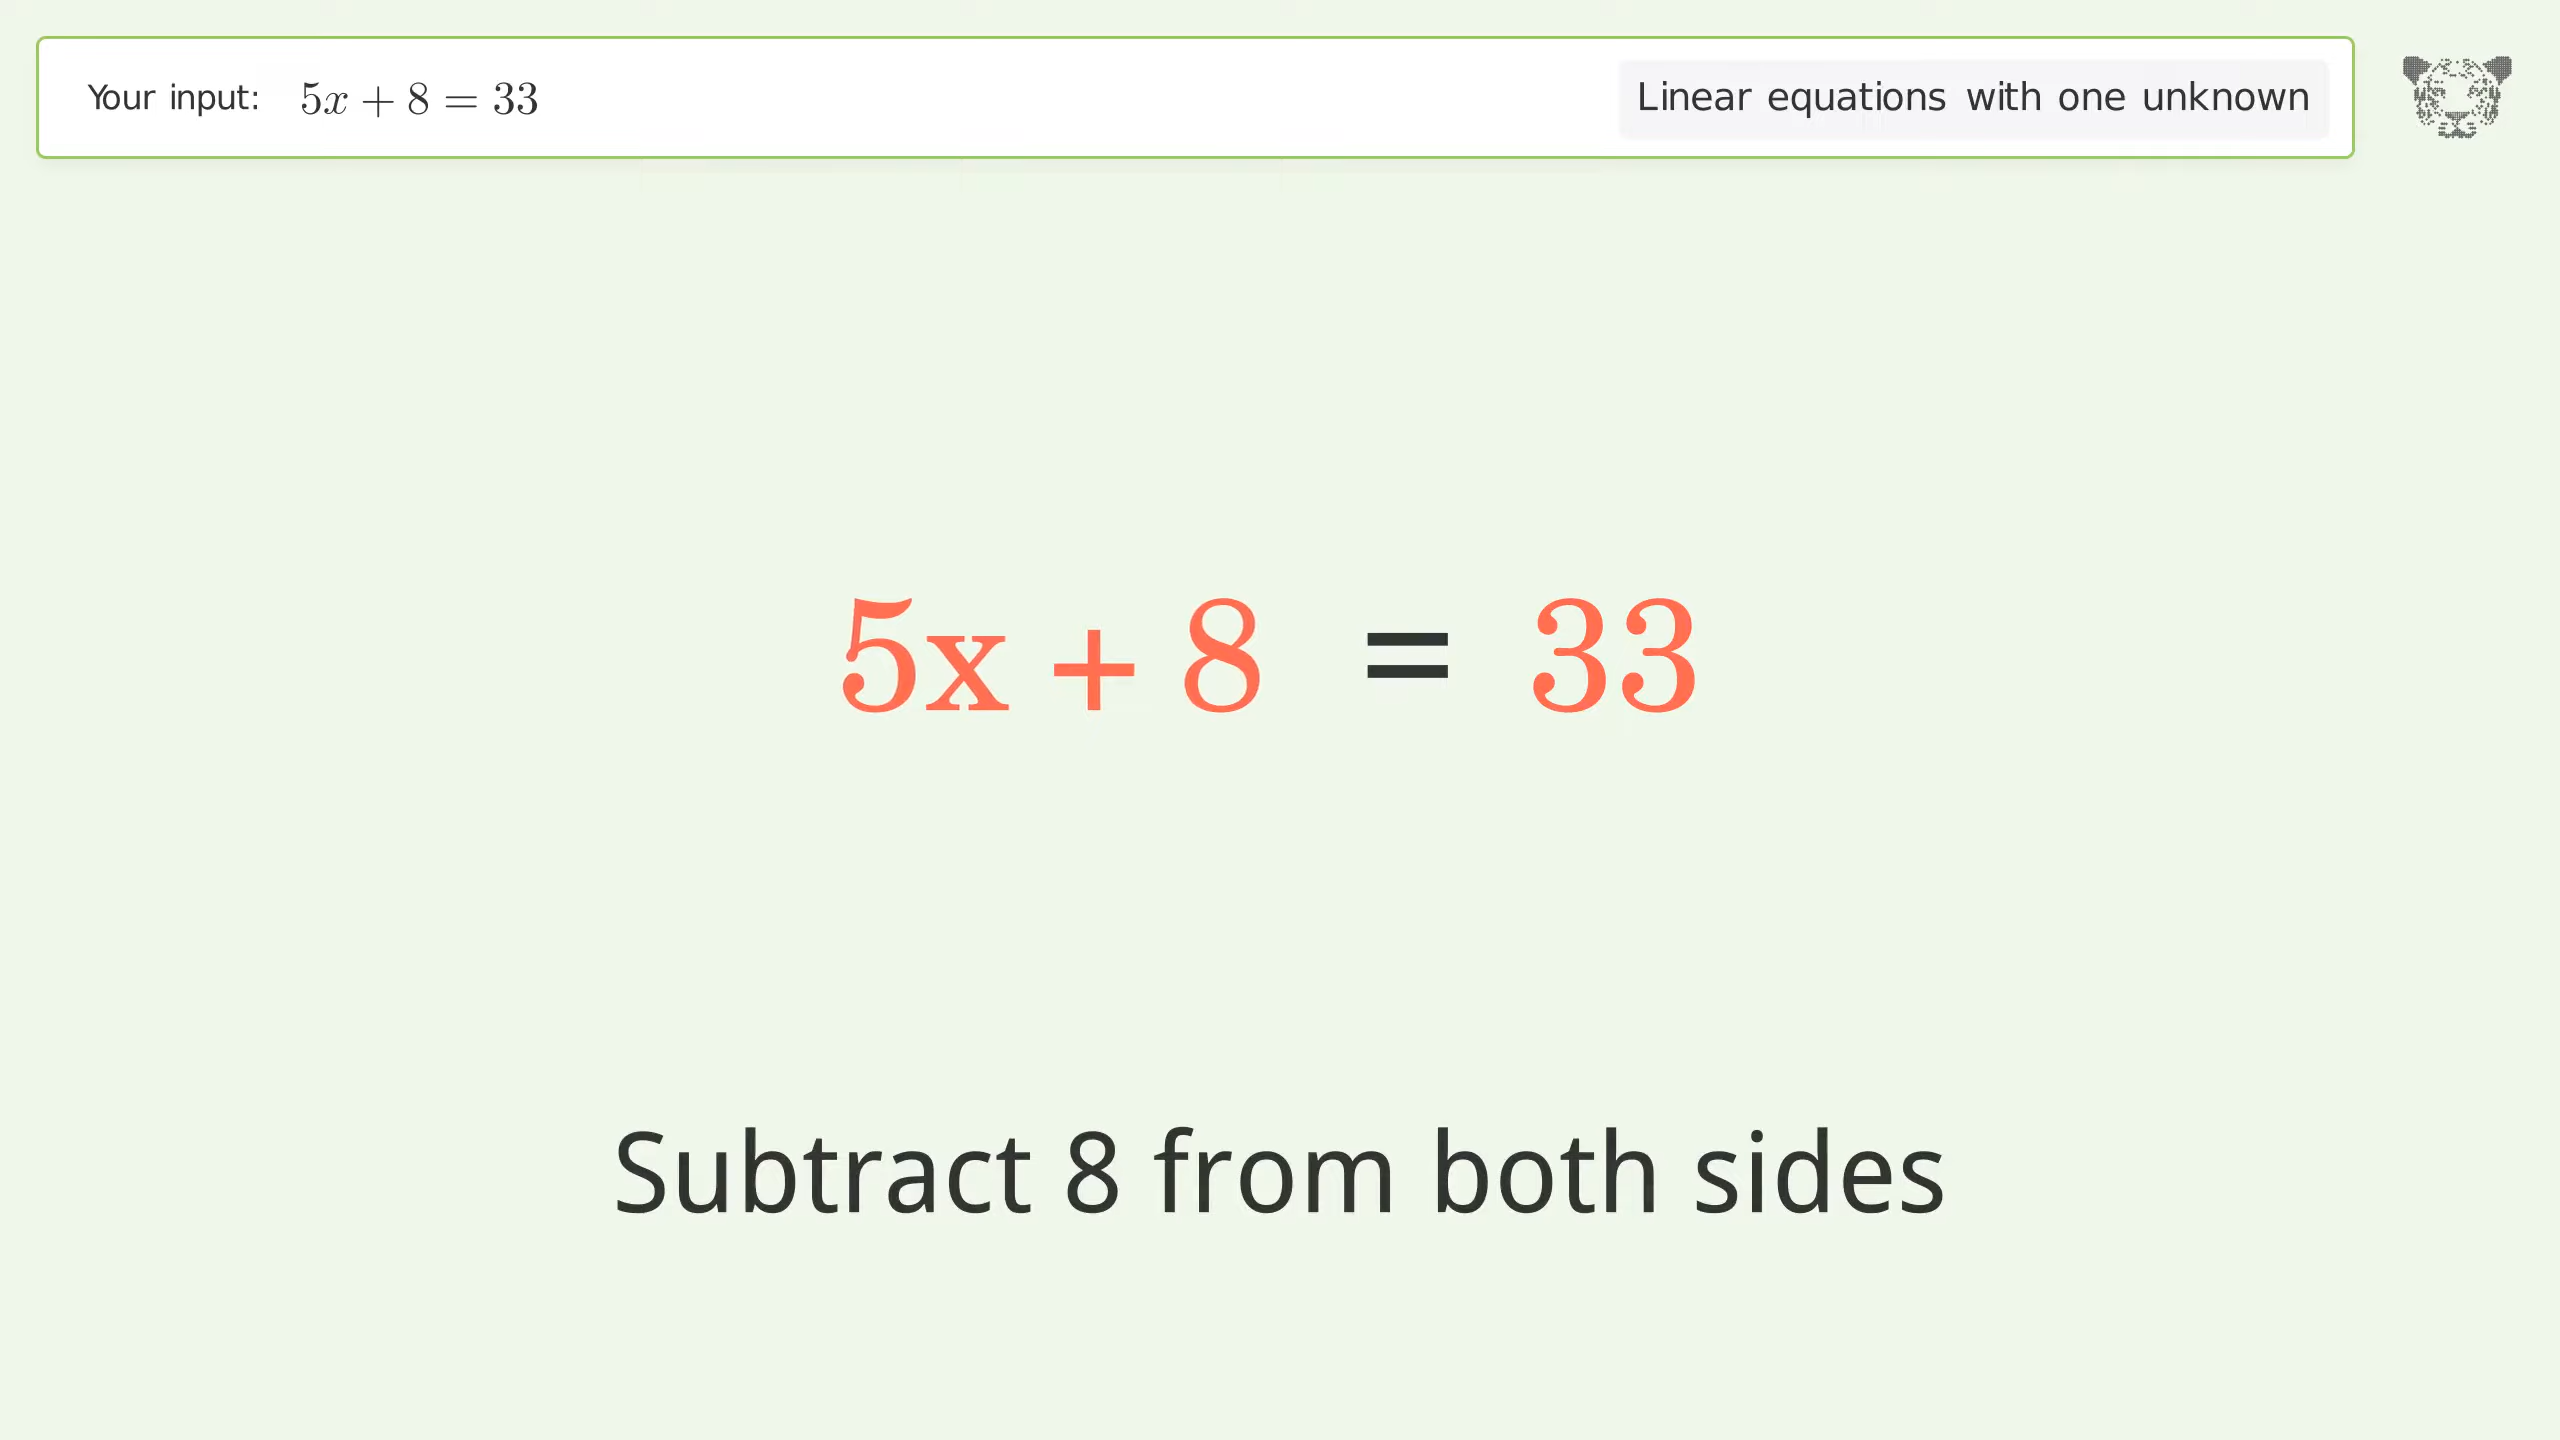 Your input: 5x + 8 = 33 Linear equations with one unknown
5x + 8 = 33
Subtract 8 from both sides